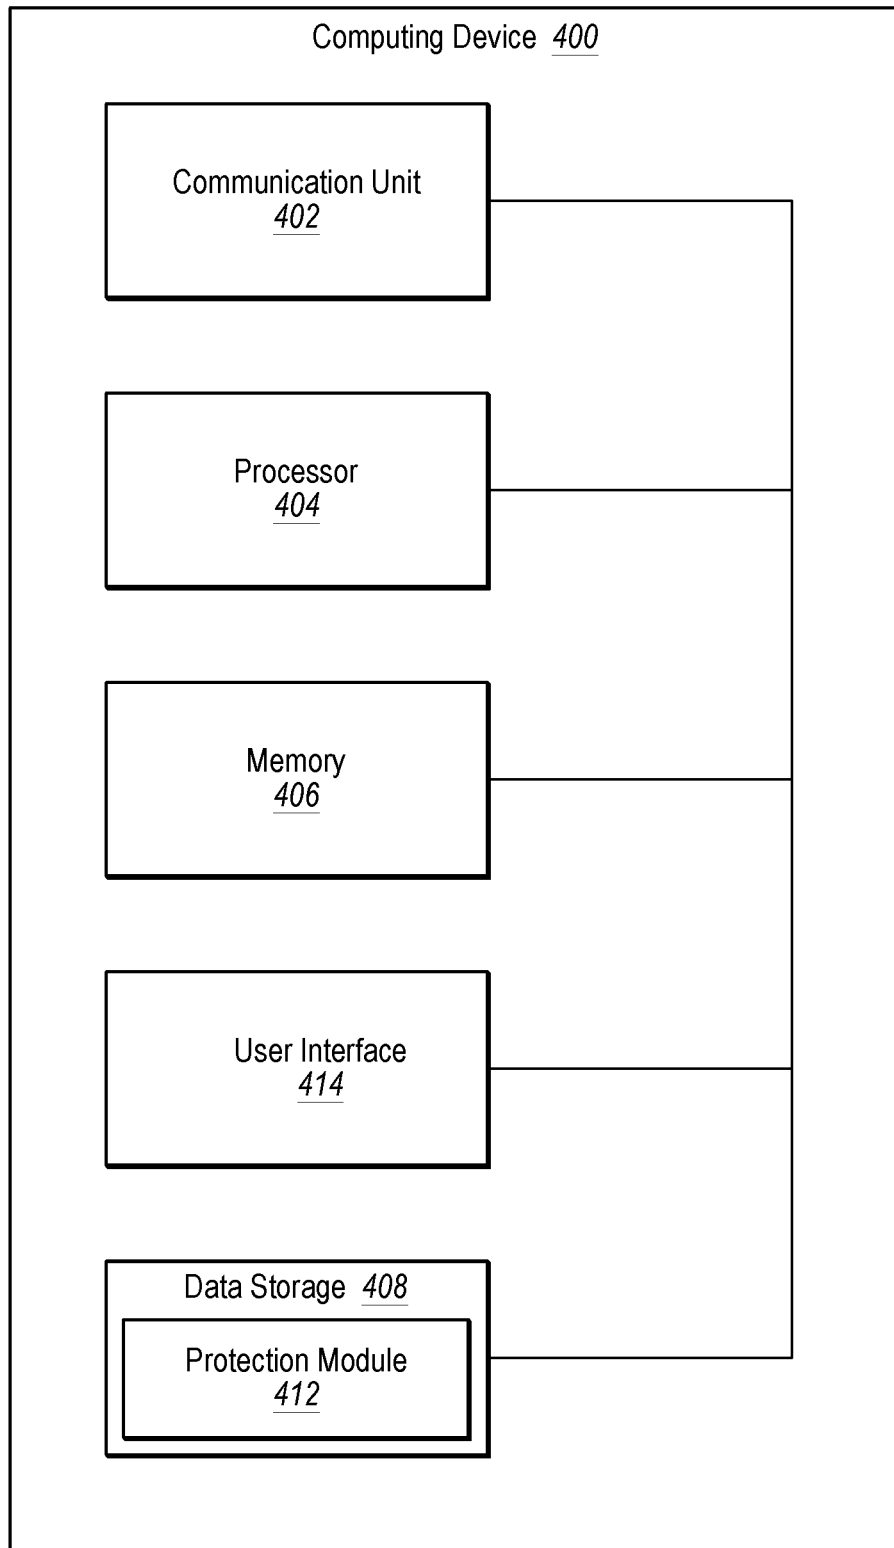 Computing Device 400
Communication Unit
402
Processor
404
Memory
406
User Interface
414
Data Storage 408
Protection Module
412